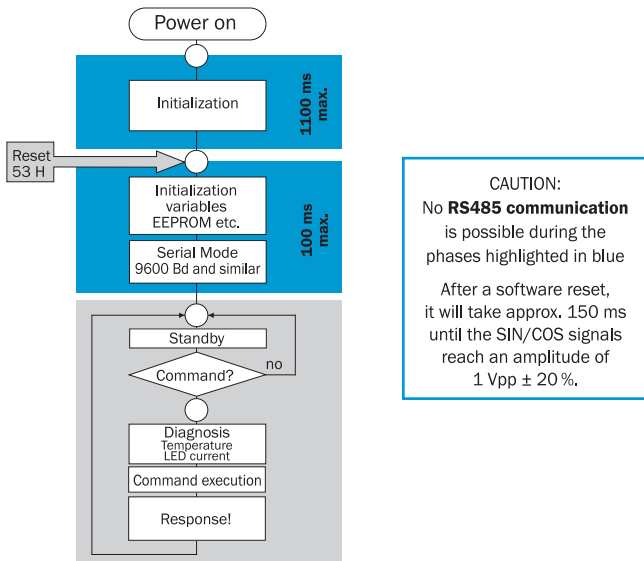 Power on
Initialization
1100 ms
max.
Reset
53 H
Initialization
variables
EEPROM etc.
Serial Mode
9600 Bd and similar
100 ms
max.
Standby
Command?
no
Diagnosis
Temperature
LED current
Command execution
Response!
CAUTION:
No RS485 communication
is possible during the
phases highlighted in blue
After a software reset,
it will take approx. 150 ms
until the SIN/COS signals
reach an amplitude of
1 Vpp ± 20 %.